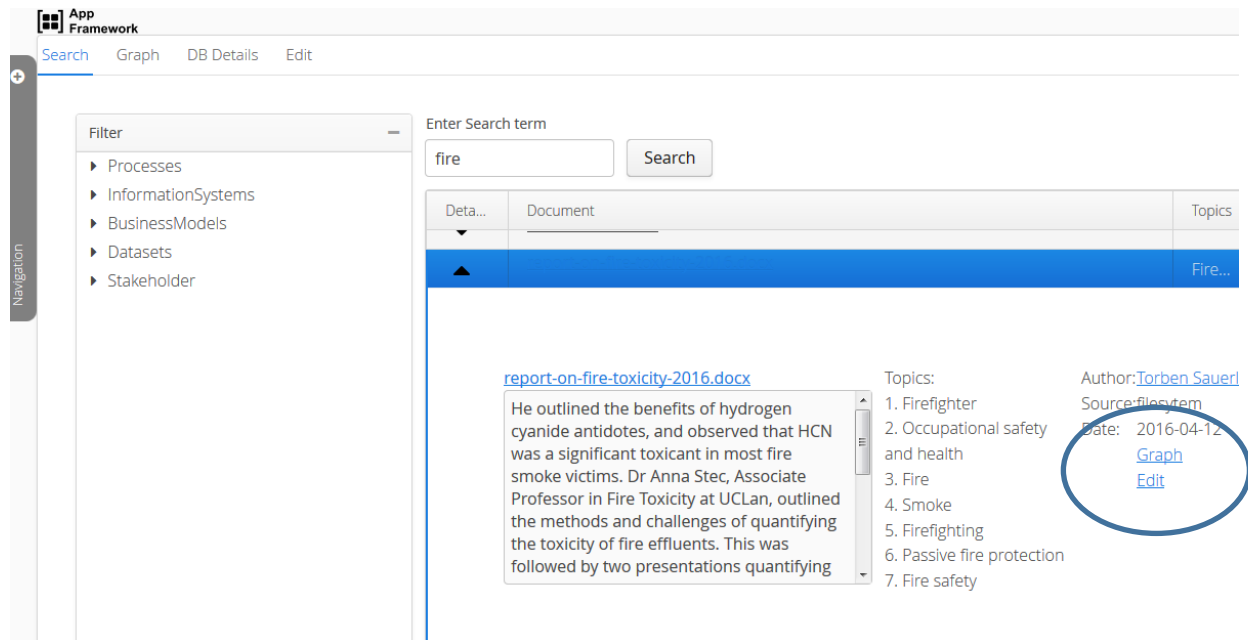 App
Framework
Search Graph DB Details Edit
Navigation
Filter
Processes
InformationSystems
BusinessModels
Datasets
Stakeholder
Enter Search term
fire
Search
Deta... Document Topics
Fire...
report-on-fire-toxicity-2016.docx
He outlined the benefits of hydrogen
cyanide antidotes, and observed that HCN
was a significant toxicant in most fire
smoke victims. Dr Anna Stec, Associate
Professor in Fire Toxicity at UCLan, outlined
the methods and challenges of quantifying
the toxicity of fire effluents. This was
followed by two presentations quantifying
Topics:
1. Firefighter
2. Occupational safety
and health
3. Fire
4. Smoke
5. Firefighting
6. Passive fire protection
7. Fire safety
Author:Torben Sauerl
Source:filesytem
Date: 2016-04-12
Graph
Edit